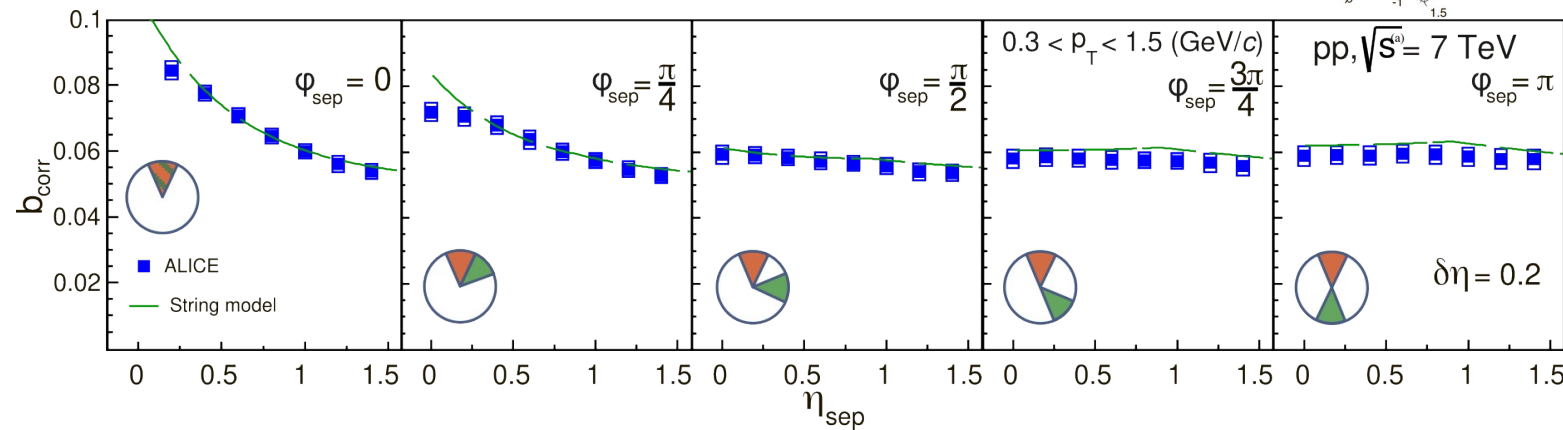 0.1
0.08
0.06
0.04
0.02
b_corr
φ_sep = 0
φ_sep = π/4
φ_sep = π/2
0.3 < p_T < 1.5 (GeV/c)
φ_sep = 3π/4
pp, √s^(a) = 7 TeV
φ_sep = π
ALICE
String model
δη = 0.2
0 0.5 1 1.5
0 0.5 1 1.5
0 0.5 1 1.5
0 0.5 1 1.5
0 0.5 1 1.5
η_sep
-1
1.5